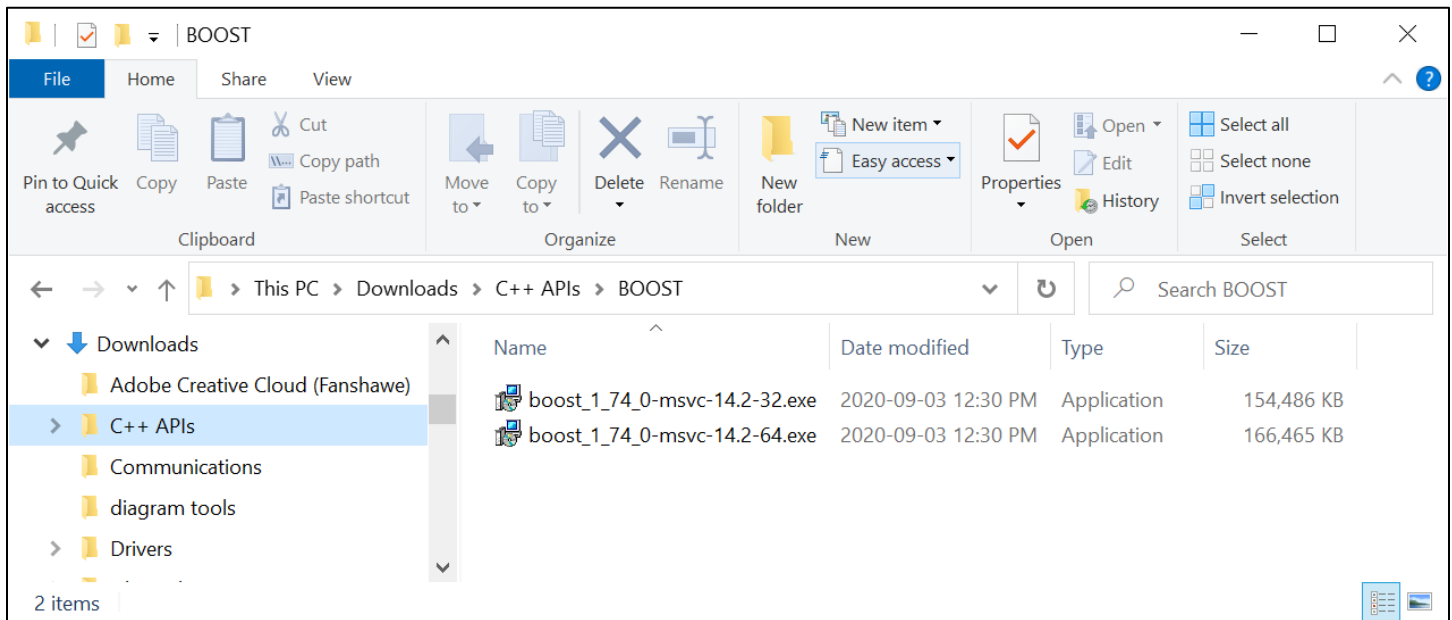 BOOST
File Home Share View
Pin to Quick access
Copy
Paste
Cut
Copy path
Paste shortcut
Clipboard
Move to
Copy to
Delete
Rename
Organize
New folder
New item
Easy access
New
Properties
Open
Edit
History
Open
Select all
Select none
Invert selection
Select
This PC > Downloads > C++ APIs > BOOST
Search BOOST
Downloads
Adobe Creative Cloud (Fanshawe)
C++ APIs
Communications
diagram tools
Drivers
Name Date modified Type Size
boost_1_74_0-msvc-14.2-32.exe 2020-09-03 12:30 PM Application 154,486 KB
boost_1_74_0-msvc-14.2-64.exe 2020-09-03 12:30 PM Application 166,465 KB
2 items